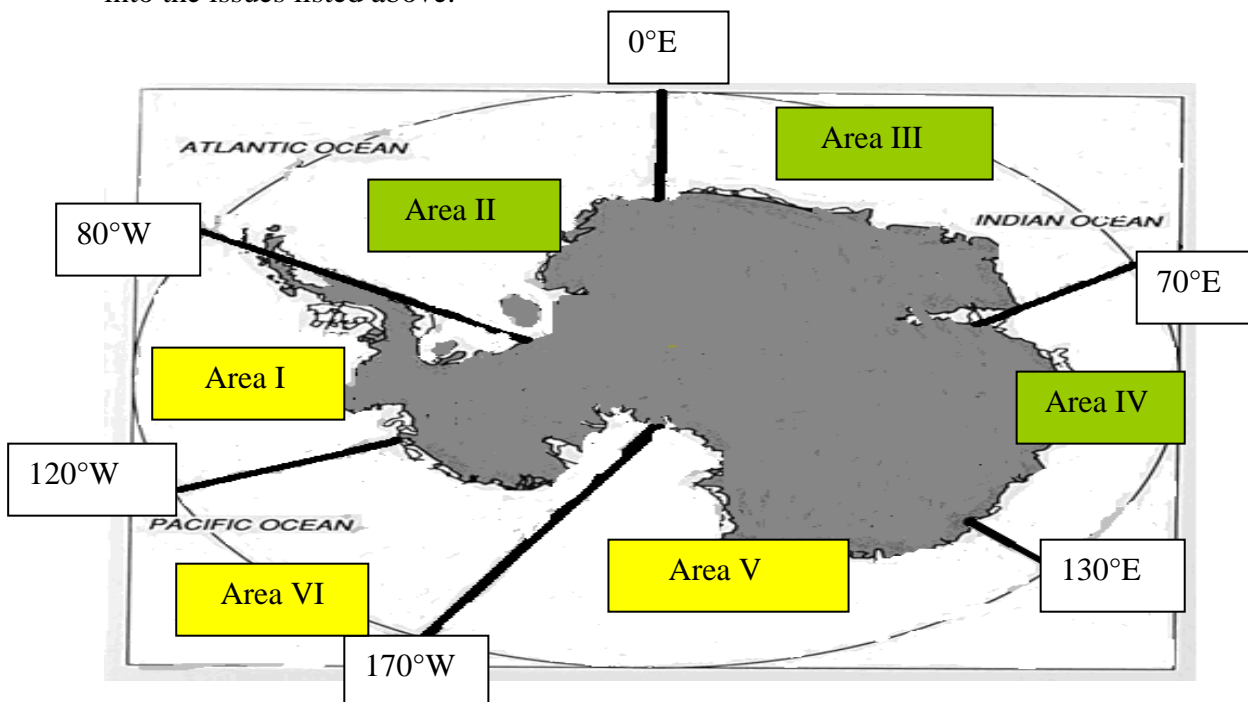 into the issues listed above.
0°E
Area III
ATLANTIC OCEAN
Area II
INDIAN OCEAN
80°W
70°E
Area I
Area IV
120°W
PACIFIC OCEAN
Area V
130°E
Area VI
170°W